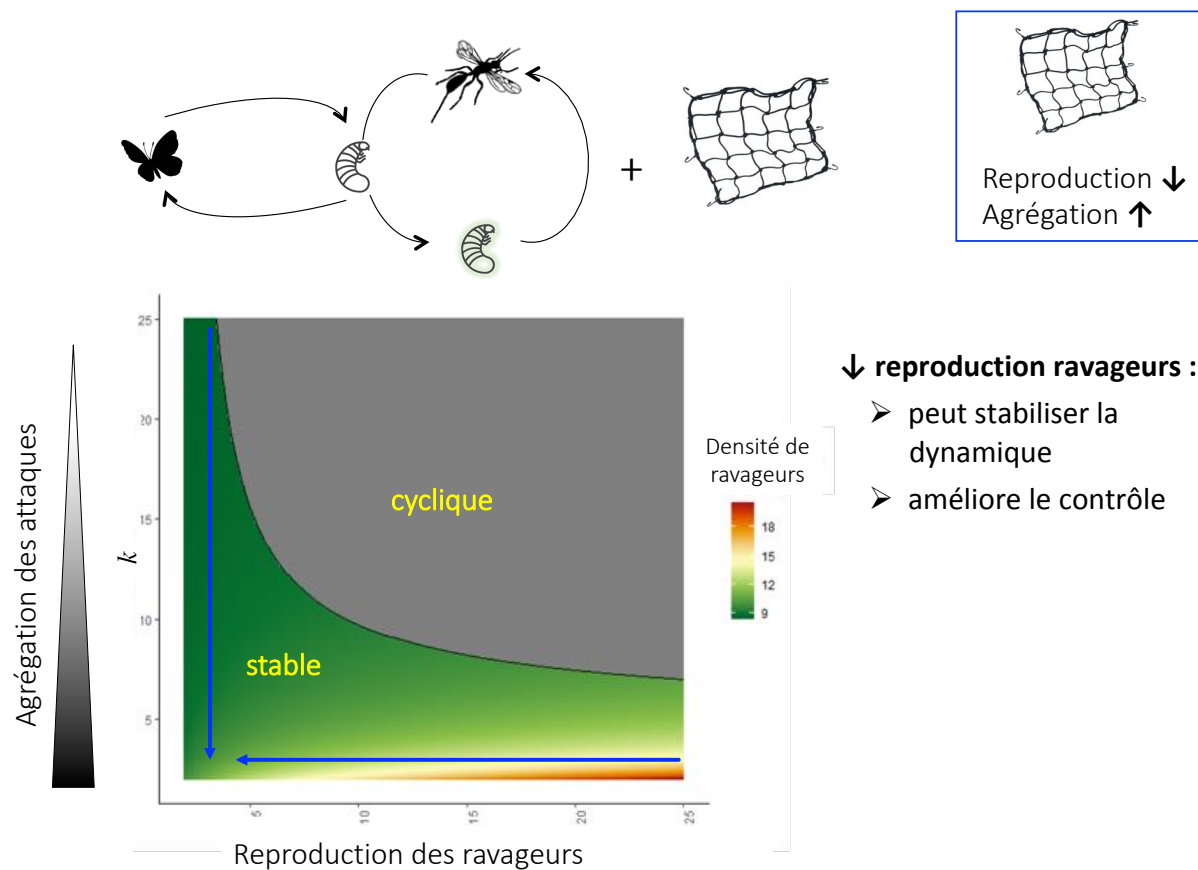 +
Reproduction ↓
Agrégation ↑
Agrégation des attaques
k
25
20
15
10
5
cyclique
stable
5
10
15
20
25
Reproduction des ravageurs
Densité de
ravageurs
18
15
12
9
↓ reproduction ravageurs :
➢ peut stabiliser la
dynamique
➢ améliore le contrôle